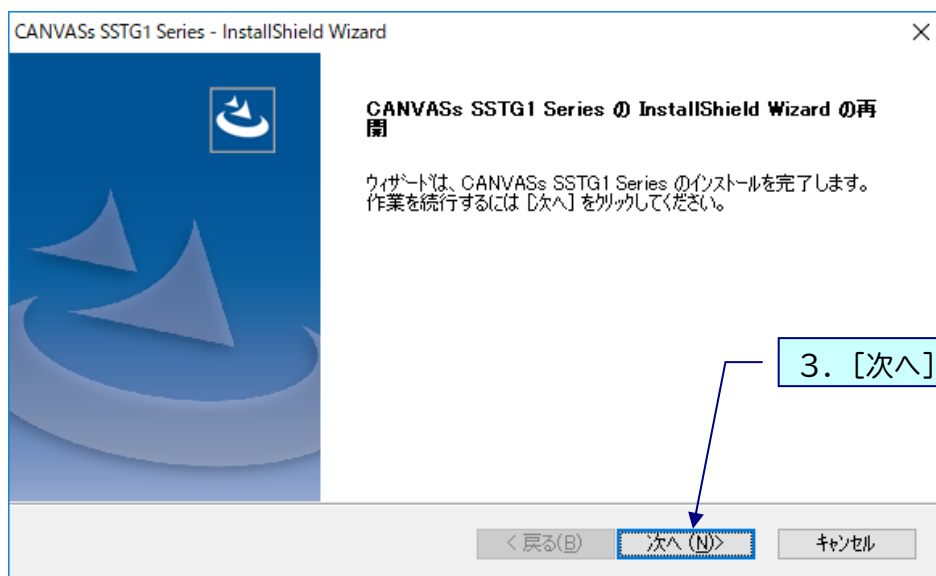 CANVASs SSTG1 Series - InstallShield Wizard
CANVASs SSTG1 Series の InstallShield Wizard の再
開
ウィザードは、CANVASs SSTG1 Series のインストールを完了します。
作業を続行するには [次へ] をクリックしてください。
3．[次へ]
< 戻る(B)
次へ (N)>
キャンセル